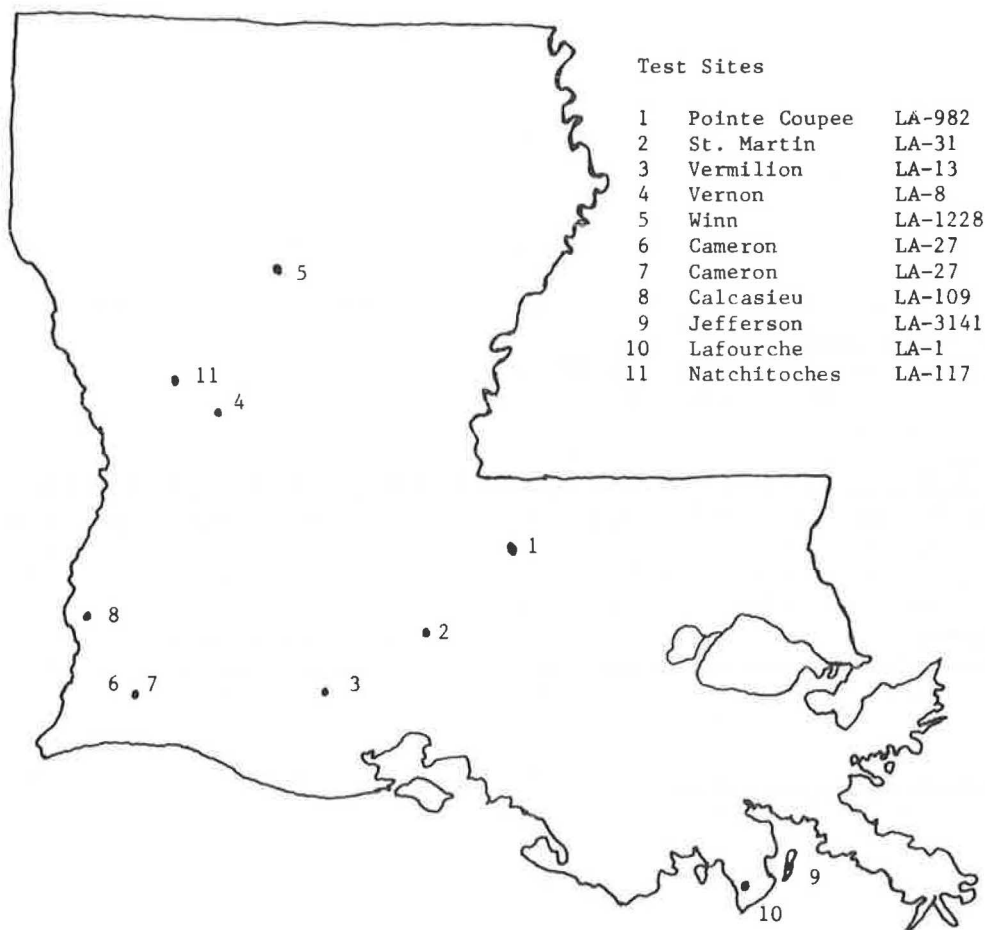 Test Sites
1 Pointe Coupee LA-982
2 St. Martin LA-31
3 Vermilion LA-13
4 Vernon LA-8
5 Winn LA-1228
6 Cameron LA-27
7 Cameron LA-27
8 Calcasieu LA-109
9 Jefferson LA-3141
10 Lafourche LA-1
11 Natchitoches LA-117
5
11
4
1
8
2
6 7
3
9
10